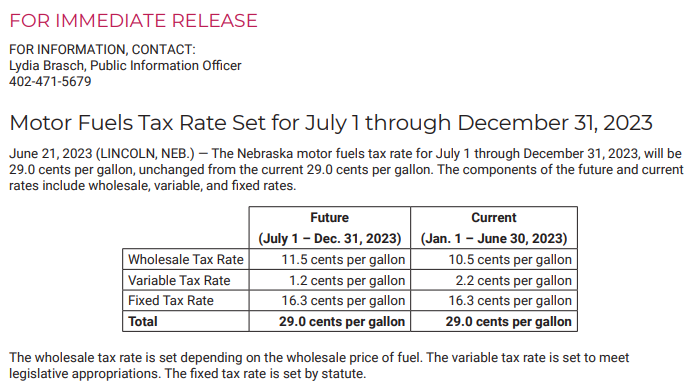 FOR IMMEDIATE RELEASE
FOR INFORMATION, CONTACT:
Lydia Brasch, Public Information Officer
402-471-5679
Motor Fuels Tax Rate Set for July 1 through December 31, 2023
June 21, 2023 (LINCOLN, NEB.) — The Nebraska motor fuels tax rate for July 1 through December 31, 2023, will be
29.0 cents per gallon, unchanged from the current 29.0 cents per gallon. The components of the future and current
rates include wholesale, variable, and fixed rates.
Future Current
(July 1 – Dec. 31, 2023) (Jan. 1 – June 30, 2023)
Wholesale Tax Rate 11.5 cents per gallon 10.5 cents per gallon
Variable Tax Rate 1.2 cents per gallon 2.2 cents per gallon
Fixed Tax Rate 16.3 cents per gallon 16.3 cents per gallon
Total 29.0 cents per gallon 29.0 cents per gallon
The wholesale tax rate is set depending on the wholesale price of fuel. The variable tax rate is set to meet
legislative appropriations. The fixed tax rate is set by statute.